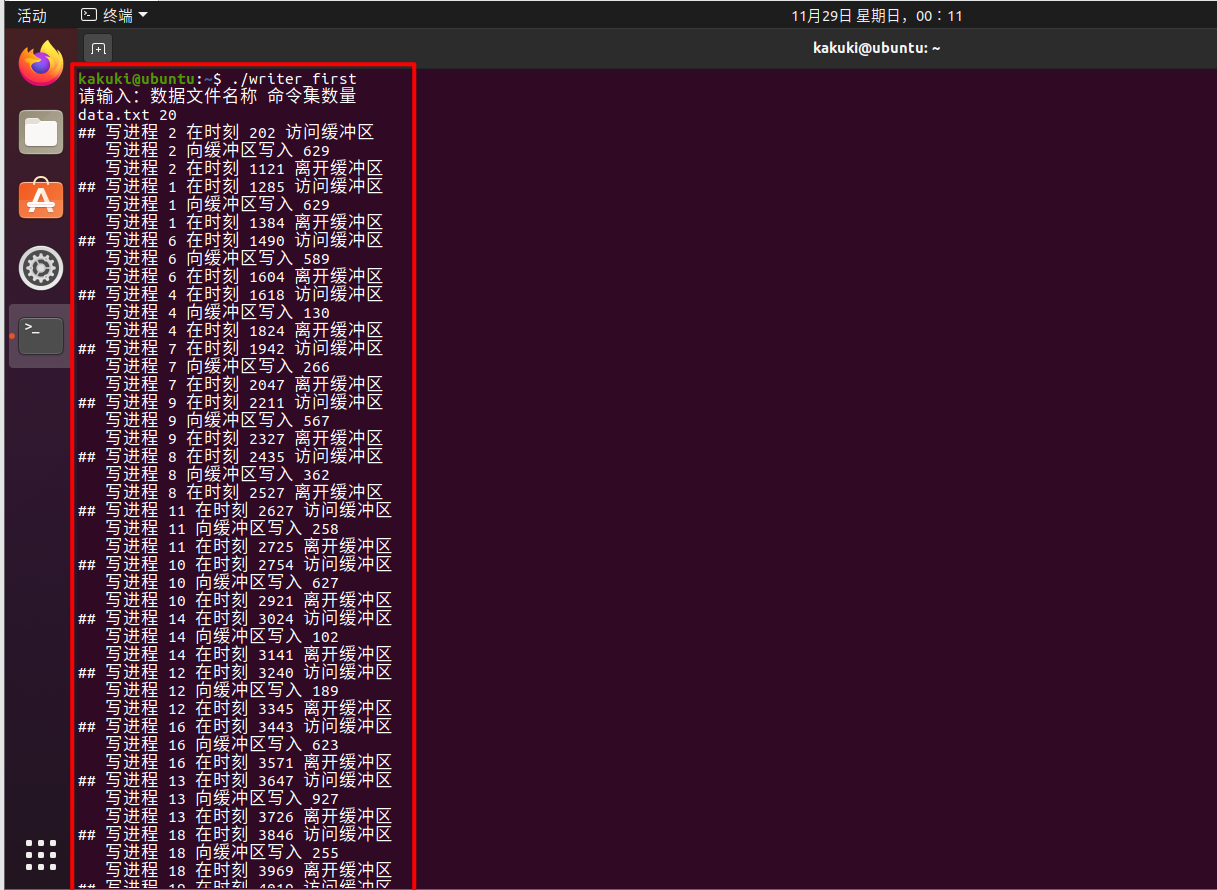 活动 终端 11月29日 星期日，00：11
kakuki@ubuntu: ~
kakuki@ubuntu:~$ ./writer_first
请输入: 数据文件名称 命令集数量
data.txt 20
## 写进程 2 在时刻 202 访问缓冲区
写进程 2 向缓冲区写入 629
写进程 2 在时刻 1121 离开缓冲区
## 写进程 1 在时刻 1285 访问缓冲区
写进程 1 向缓冲区写入 629
写进程 1 在时刻 1384 离开缓冲区
## 写进程 6 在时刻 1490 访问缓冲区
写进程 6 向缓冲区写入 589
写进程 6 在时刻 1604 离开缓冲区
## 写进程 4 在时刻 1618 访问缓冲区
写进程 4 向缓冲区写入 130
写进程 4 在时刻 1824 离开缓冲区
## 写进程 7 在时刻 1942 访问缓冲区
写进程 7 向缓冲区写入 266
写进程 7 在时刻 2047 离开缓冲区
## 写进程 9 在时刻 2211 访问缓冲区
写进程 9 向缓冲区写入 567
写进程 9 在时刻 2327 离开缓冲区
## 写进程 8 在时刻 2435 访问缓冲区
写进程 8 向缓冲区写入 362
写进程 8 在时刻 2527 离开缓冲区
## 写进程 11 在时刻 2627 访问缓冲区
写进程 11 向缓冲区写入 258
写进程 11 在时刻 2725 离开缓冲区
## 写进程 10 在时刻 2754 访问缓冲区
写进程 10 向缓冲区写入 627
写进程 10 在时刻 2921 离开缓冲区
## 写进程 14 在时刻 3024 访问缓冲区
写进程 14 向缓冲区写入 102
写进程 14 在时刻 3141 离开缓冲区
## 写进程 12 在时刻 3240 访问缓冲区
写进程 12 向缓冲区写入 189
写进程 12 在时刻 3345 离开缓冲区
## 写进程 16 在时刻 3443 访问缓冲区
写进程 16 向缓冲区写入 623
写进程 16 在时刻 3571 离开缓冲区
## 写进程 13 在时刻 3647 访问缓冲区
写进程 13 向缓冲区写入 927
写进程 13 在时刻 3726 离开缓冲区
## 写进程 18 在时刻 3846 访问缓冲区
写进程 18 向缓冲区写入 255
写进程 18 在时刻 3969 离开缓冲区
## 写进程 19 在时刻 4019 访问缓冲区